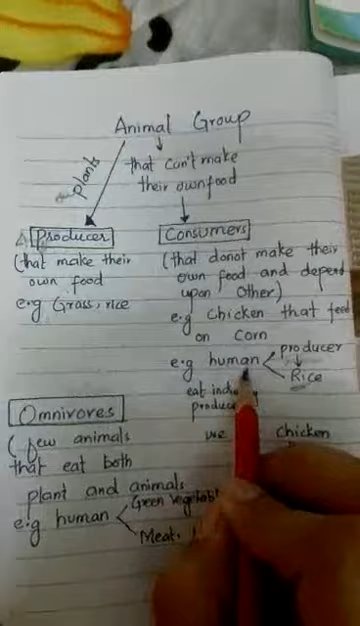 Animal Group
plants
that can't make
their own food
Producer
(that make their
own food
e.g Grass, rice
Consumers
(that donot make their
own food and depend
upon Other)
e.g Chicken that feed
on Corn
e.g human
producer
Rice
eat
use Chicken
Omnivores
(few animals
that eat both
plant and animals
e.g human
Green
Meat